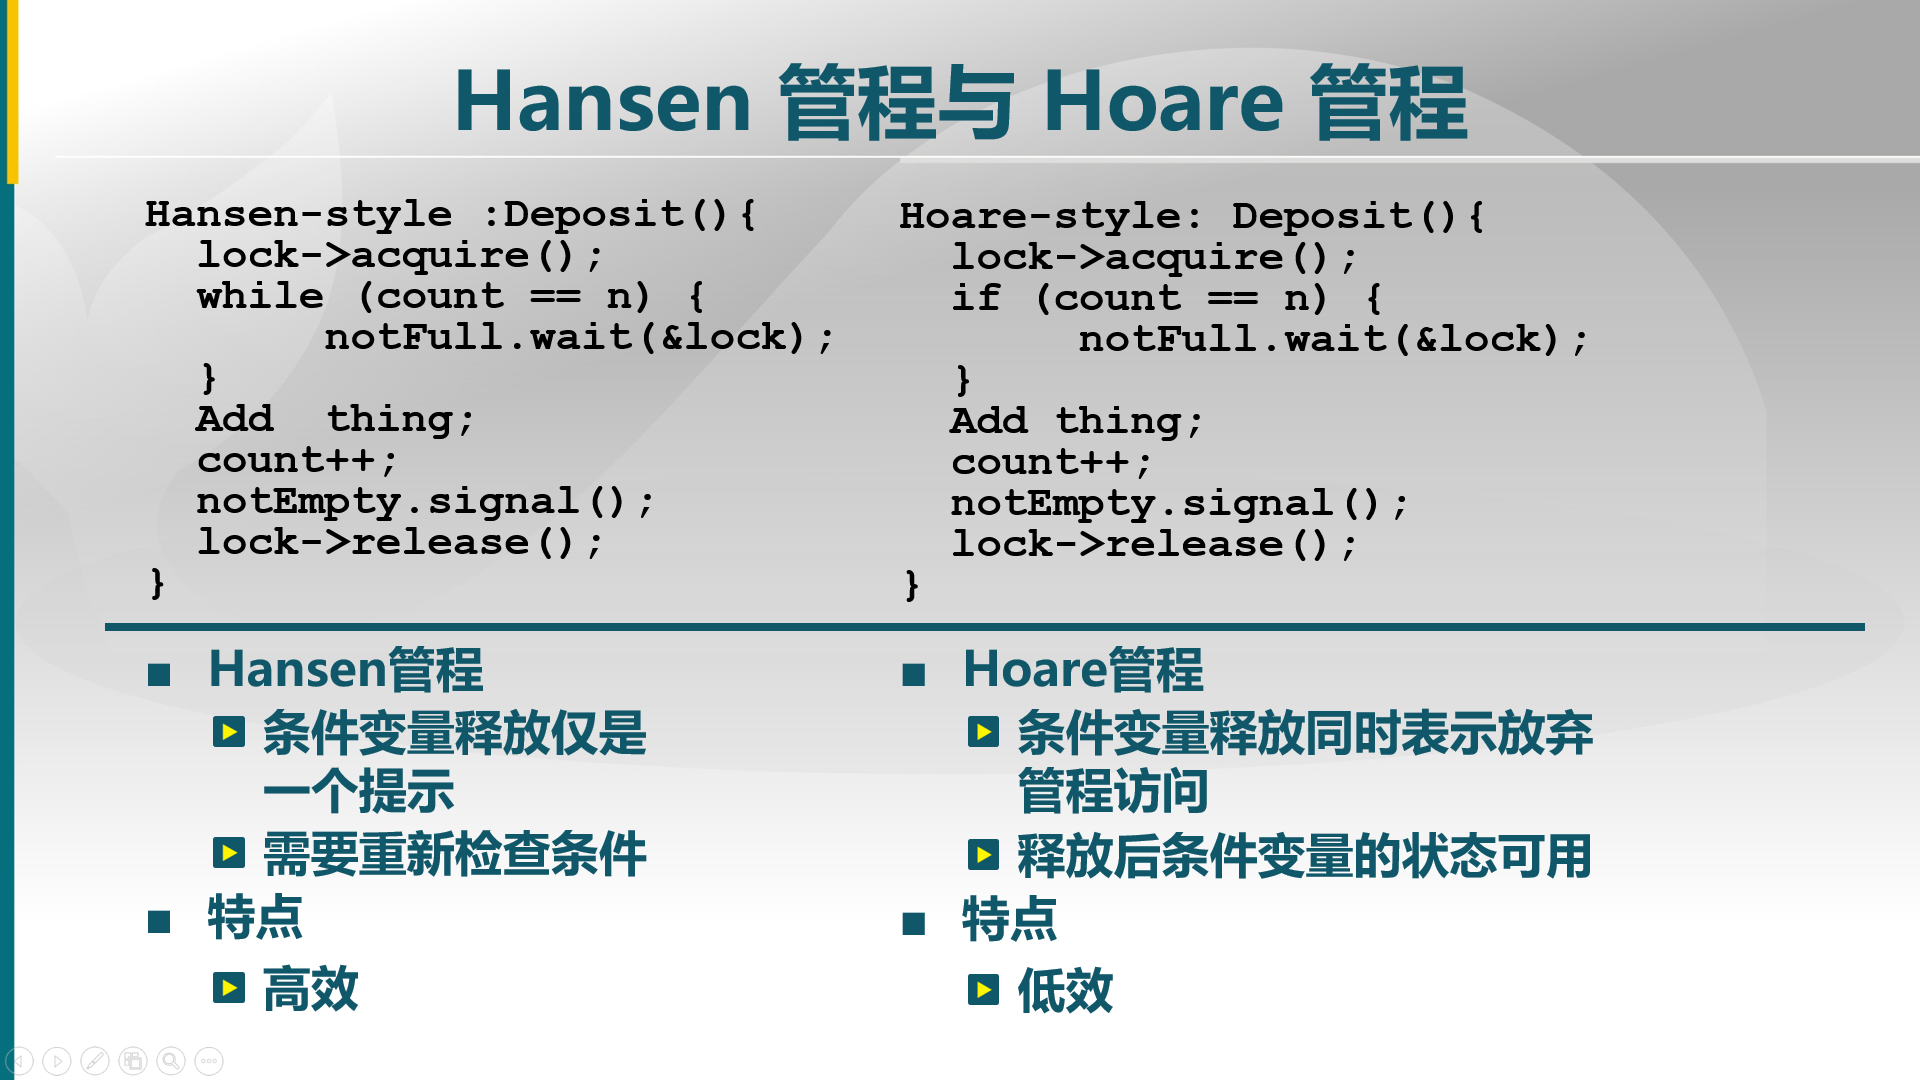 Hansen 管程与 Hoare 管程
Hansen-style :Deposit(){
lock->acquire();
while (count == n) {
notFull.wait(&lock);
}
Add  thing;
count++;
notEmpty.signal();
lock->release();
}
Hoare-style: Deposit(){
lock->acquire();
if (count == n) {
notFull.wait(&lock);
}
Add thing;
count++;
notEmpty.signal();
lock->release();
}
Hansen管程
条件变量释放仅是
一个提示
需要重新检查条件
特点
高效
Hoare管程
条件变量释放同时表示放弃
管程访问
释放后条件变量的状态可用
特点
低效